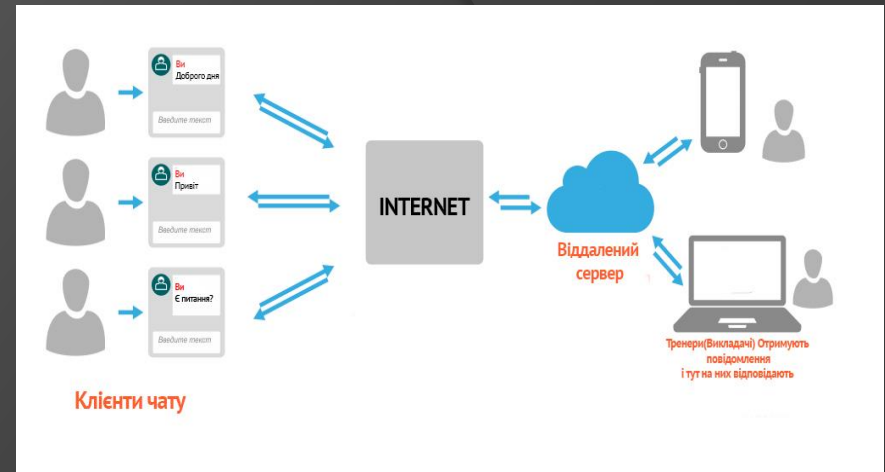 Ви
Доброго дня
Введите текст
Ви
Привіт
Введите текст
Ви
Є питання?
Введите текст
Клієнти чату
INTERNET
Віддалений
сервер
Тренери(Викладачі) Отримують
повідомлення
і тут на них відповідають